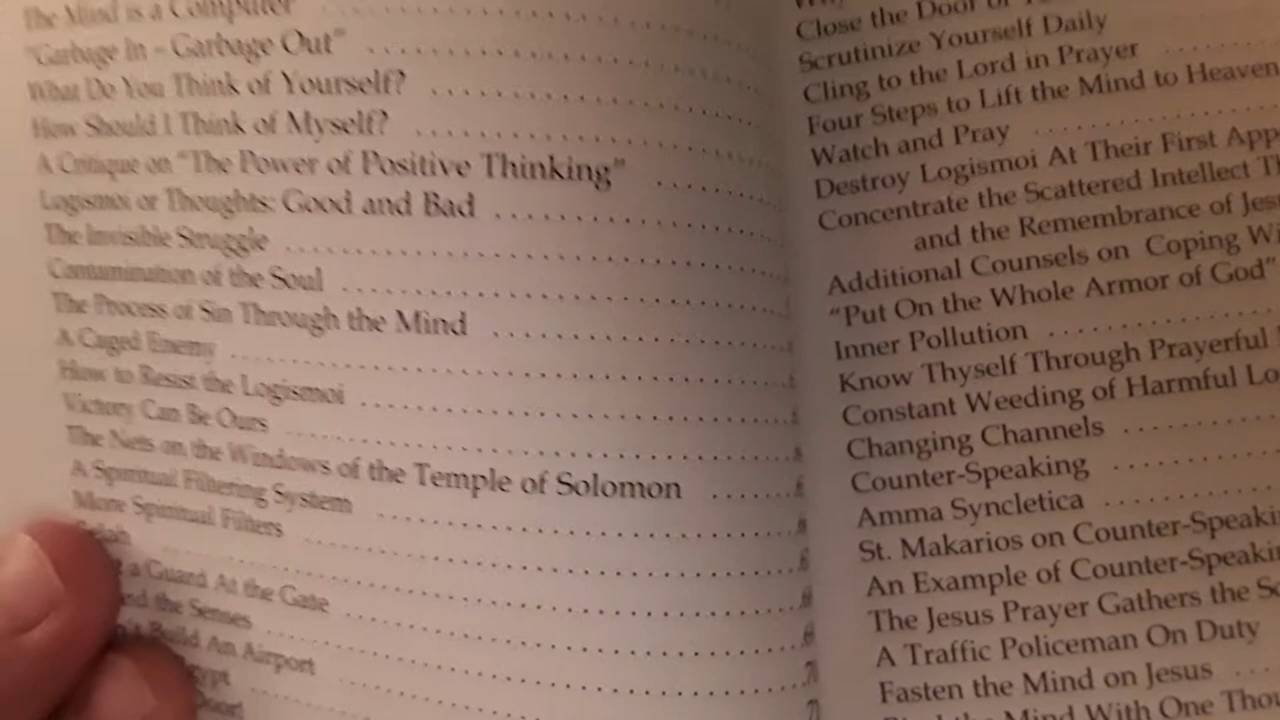 The Mind is a Computer
"Garbage In – Garbage Out"
What Do You Think of Yourself?
How Should I Think of Myself?
A Critique on "The Power of Positive Thinking"
Logismoi or Thoughts: Good and Bad
The Invisible Struggle
Contamination of the Soul
The Process of Sin Through the Mind
A Caged Enemy
How to Resist the Logismoi
Victory Can Be Ours
The Nets on the Windows of the Temple of Solomon
A Spiritual Filtering System
More Spiritual Filters
a Guard At the Gate
the Senses
Build An Airport
Close the Door
Scrutinize Yourself Daily
Cling to the Lord in Prayer
Four Steps to Lift the Mind to Heaven
Watch and Pray
Destroy Logismoi At Their First
Concentrate the Scattered Intellect
and the Remembrance of
Additional Counsels on Coping
"Put On the Whole Armor of God"
Inner Pollution
Know Thyself Through Prayerful
Constant Weeding of Harmful
Changing Channels
Counter-Speaking
Amma Syncletica
St. Makarios on
An Example of
The Jesus Prayer Gathers the
A Traffic Policeman On Duty
Fasten the Mind on Jesus
the Mind With One